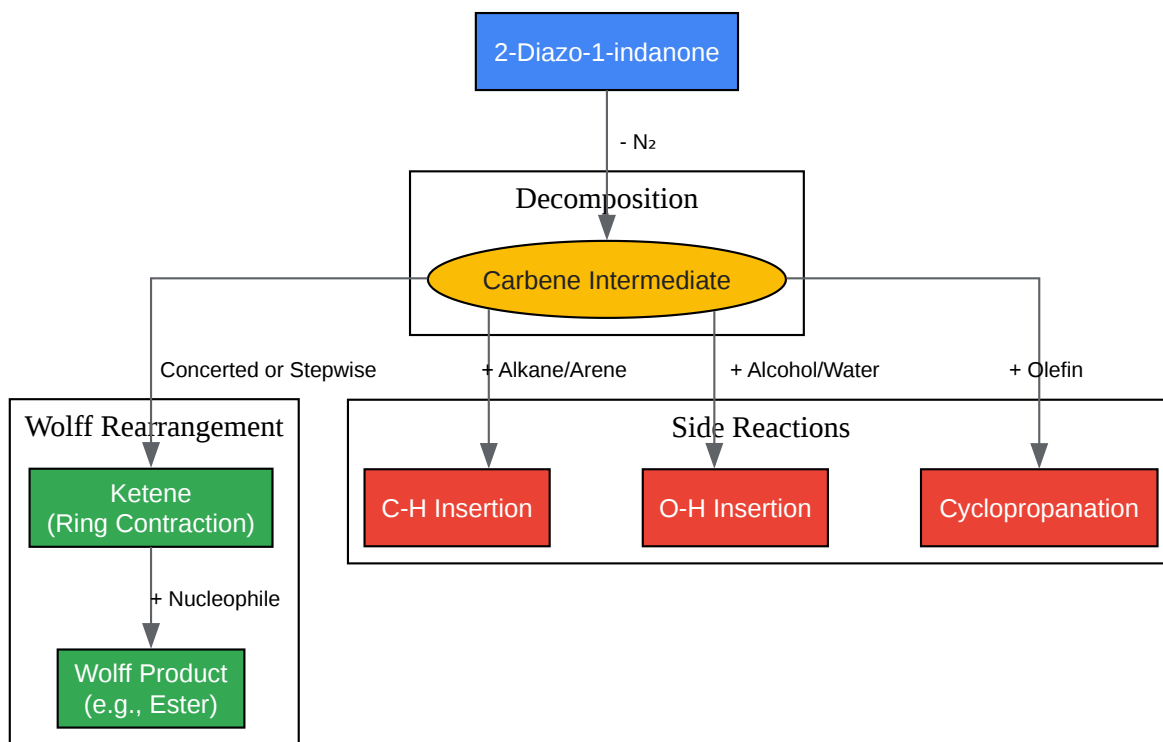 2-Diazo-1-indanone
- N₂
Decomposition
Carbene Intermediate
Concerted or Stepwise
+ Alkane/Arene
+ Alcohol/Water
+ Olefin
Wolff Rearrangement
Side Reactions
Ketene
(Ring Contraction)
C-H Insertion
O-H Insertion
Cyclopropanation
+ Nucleophile
Wolff Product
(e.g., Ester)